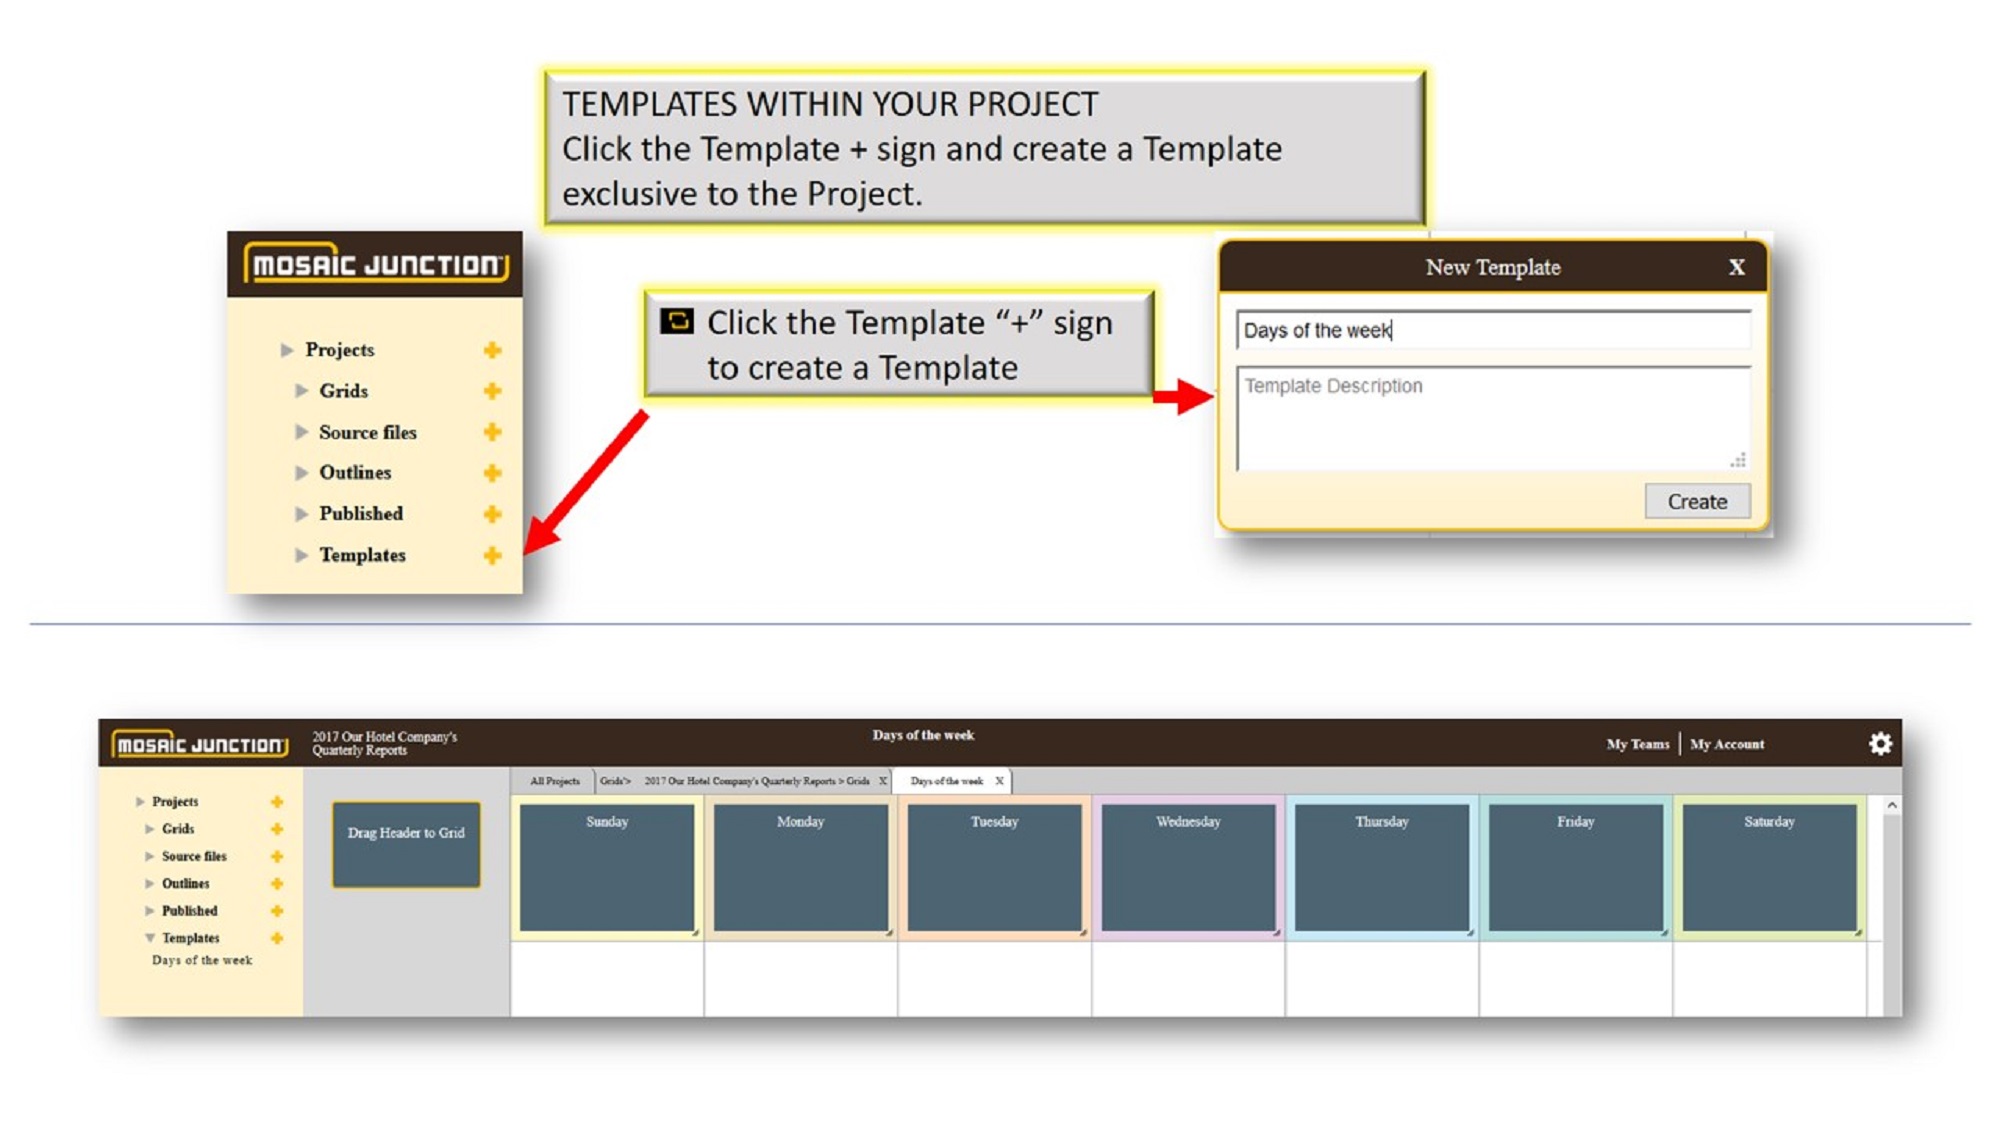 TEMPLATES WITHIN YOUR PROJECT
Click the Template + sign and create a Template
exclusive to the Project.
MOSAIC JUNCTION
Projects
Grids
Source files
Outlines
Published
Templates
Click the Template “+” sign
to create a Template
New Template X
Days of the week
Template Description
Create
MOSAIC JUNCTION
2017 Our Hotel Company's
Quarterly Reports
Days of the week
My Teams | My Account
All Projects
Grids'> 2017 Our Hotel Company's Quarterly Reports > Grids X
Days of the week X
Projects
Grids
Source files
Outlines
Published
Templates
Days of the week
Drag Header to Grid
Sunday
Monday
Tuesday
Wednesday
Thursday
Friday
Saturday